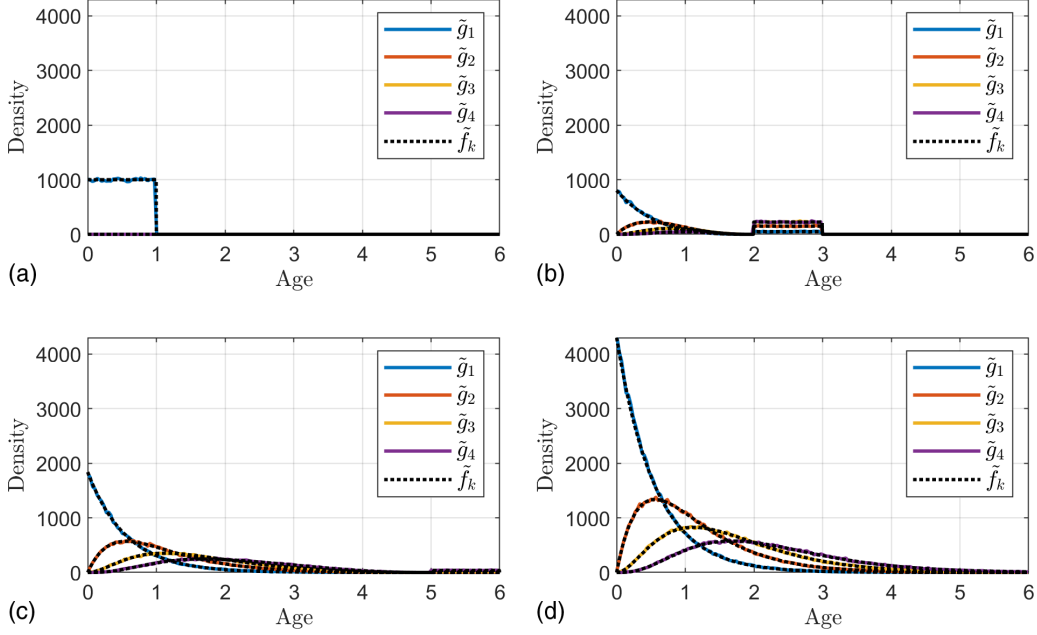 4000
3000
2000
1000
0
Density
0 1 2 3 4 5 6
Age
g̃₁
g̃₂
g̃₃
g̃₄
f̃ₖ
(a)
4000
3000
2000
1000
0
Density
0 1 2 3 4 5 6
Age
g̃₁
g̃₂
g̃₃
g̃₄
f̃ₖ
(b)
4000
3000
2000
1000
0
Density
0 1 2 3 4 5 6
Age
g̃₁
g̃₂
g̃₃
g̃₄
f̃ₖ
(c)
4000
3000
2000
1000
0
Density
0 1 2 3 4 5 6
Age
g̃₁
g̃₂
g̃₃
g̃₄
f̃ₖ
(d)